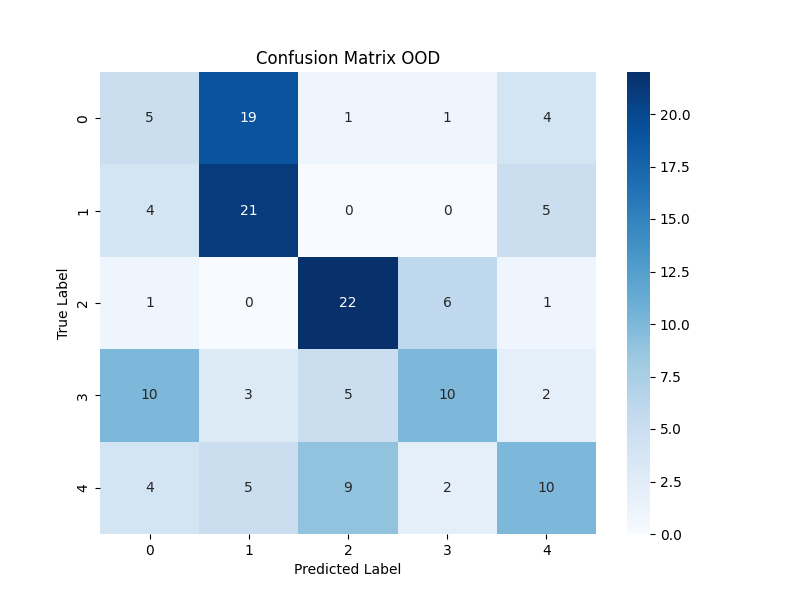 Confusion Matrix OOD
True Label
0 5 19 1 1 4
1 4 21 0 0 5
2 1 0 22 6 1
3 10 3 5 10 2
4 4 5 9 2 10
0 1 2 3 4
Predicted Label
20.0
17.5
15.0
12.5
10.0
7.5
5.0
2.5
0.0